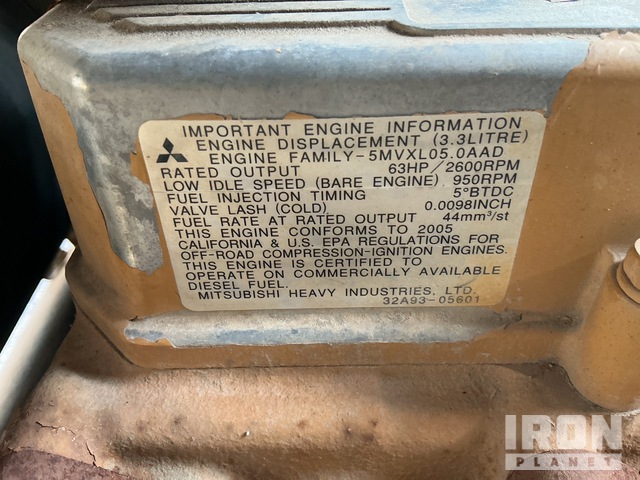 IMPORTANT ENGINE INFORMATION
ENGINE DISPLACEMENT (3.3LITRE)
ENGINE FAMILY-5MVXL05.0AAD
RATED OUTPUT 63HP/2600RPM
LOW IDLE SPEED (BARE ENGINE) 950RPM
FUEL INJECTION TIMING 5°BTDC
VALVE LASH (COLD) 0.0098INCH
FUEL RATE AT RATED OUTPUT 44mm³/st
THIS ENGINE CONFORMS TO 2005
CALIFORNIA & U.S. EPA REGULATIONS FOR
OFF-ROAD COMPRESSION-IGNITION ENGINES.
THIS ENGINE IS CERTIFIED TO
OPERATE ON COMMERCIALLY AVAILABLE
DIESEL FUEL.
MITSUBISHI HEAVY INDUSTRIES, LTD.
32A93-05601
IRON
PLANET